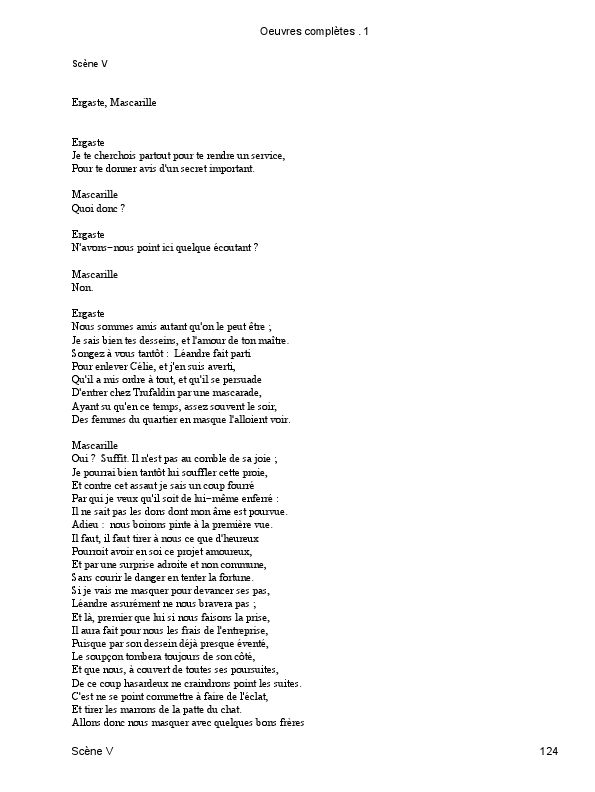 Oeuvres complètes . 1
Scène V
Ergaste, Mascarille
Ergaste
Je te cherchois partout pour te rendre un service,
Pour te donner avis d'un secret important.
Mascarille
Quoi donc ?
Ergaste
N'avons−nous point ici quelque écoutant ?
Mascarille
Non.
Ergaste
Nous sommes amis autant qu'on le peut être ;
Je sais bien tes desseins, et l'amour de ton maître.
Songez à vous tantôt : Léandre fait parti
Pour enlever Célie, et j'en suis averti,
Qu'il a mis ordre à tout, et qu'il se persuade
D'entrer chez Trufaldin par une mascarade,
Ayant su qu'en ce temps, assez souvent le soir,
Des femmes du quartier en masque l'alloient voir.
Mascarille
Oui ? Suffit. Il n'est pas au comble de sa joie ;
Je pourrai bien tantôt lui souffler cette proie,
Et contre cet assaut je sais un coup fourré
Par qui je veux qu'il soit de lui−même enferré :
Il ne sait pas les dons dont mon âme est pourvue.
Adieu : nous boirons pinte à la première vue.
Il faut, il faut tirer à nous ce que d'heureux
Pourroit avoir en soi ce projet amoureux,
Et par une surprise adroite et non commune,
Sans courir le danger en tenter la fortune.
Si je vais me masquer pour devancer ses pas,
Léandre assurément ne nous bravera pas ;
Et là, premier que lui si nous faisons la prise,
Il aura fait pour nous les frais de l'entreprise,
Puisque par son dessein déjà presque éventé,
Le soupçon tombera toujours de son côté,
Et que nous, à couvert de toutes ses poursuites,
De ce coup hasardeux ne craindrons point les suites.
C'est ne se point commettre à faire de l'éclat,
Et tirer les marrons de la patte du chat.
Allons donc nous masquer avec quelques bons frères
Scène V 124